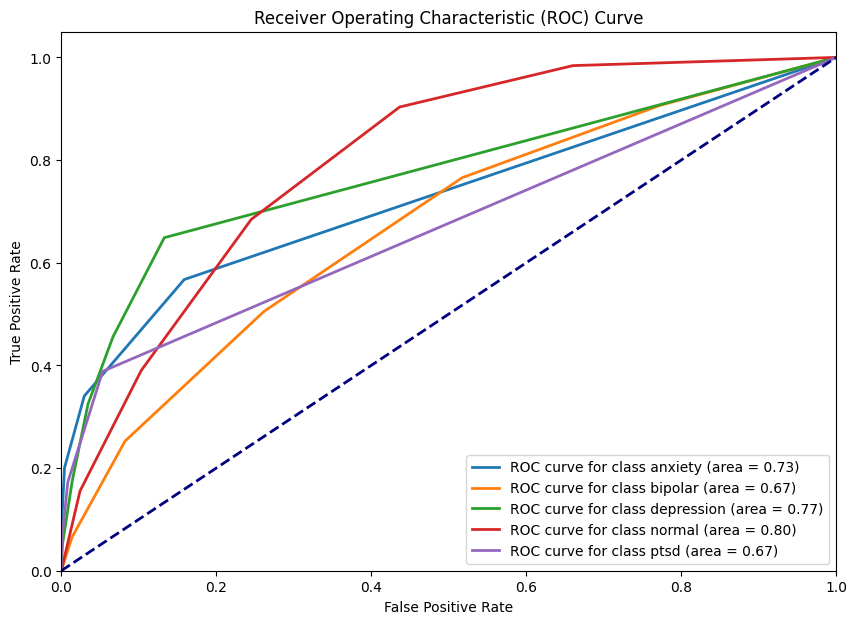 Receiver Operating Characteristic (ROC) Curve
True Positive Rate
1.0
0.8
0.6
0.4
0.2
0.0
ROC curve for class anxiety (area = 0.73)
ROC curve for class bipolar (area = 0.67)
ROC curve for class depression (area = 0.77)
ROC curve for class normal (area = 0.80)
ROC curve for class ptsd (area = 0.67)
0.0 0.2 0.4 0.6 0.8 1.0
False Positive Rate